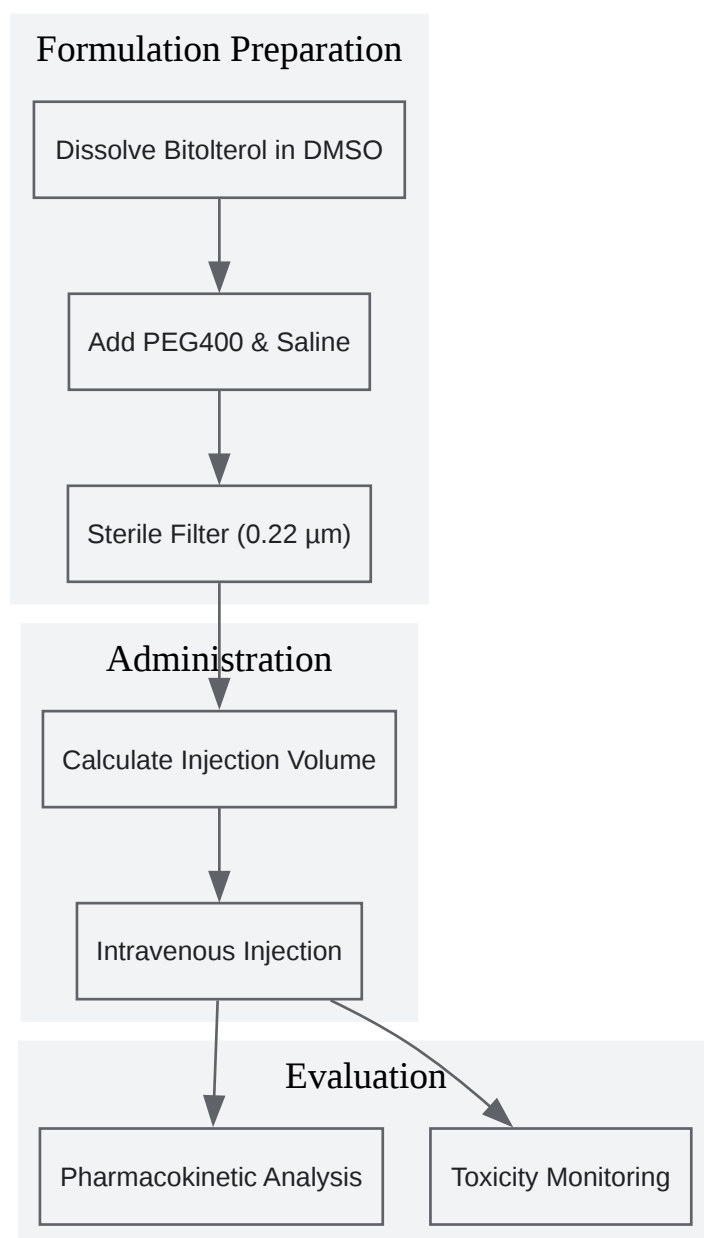 Formulation Preparation
Dissolve Bitolterol in DMSO
Add PEG400 & Saline
Sterile Filter (0.22 µm)
Administration
Calculate Injection Volume
Intravenous Injection
Evaluation
Pharmacokinetic Analysis
Toxicity Monitoring